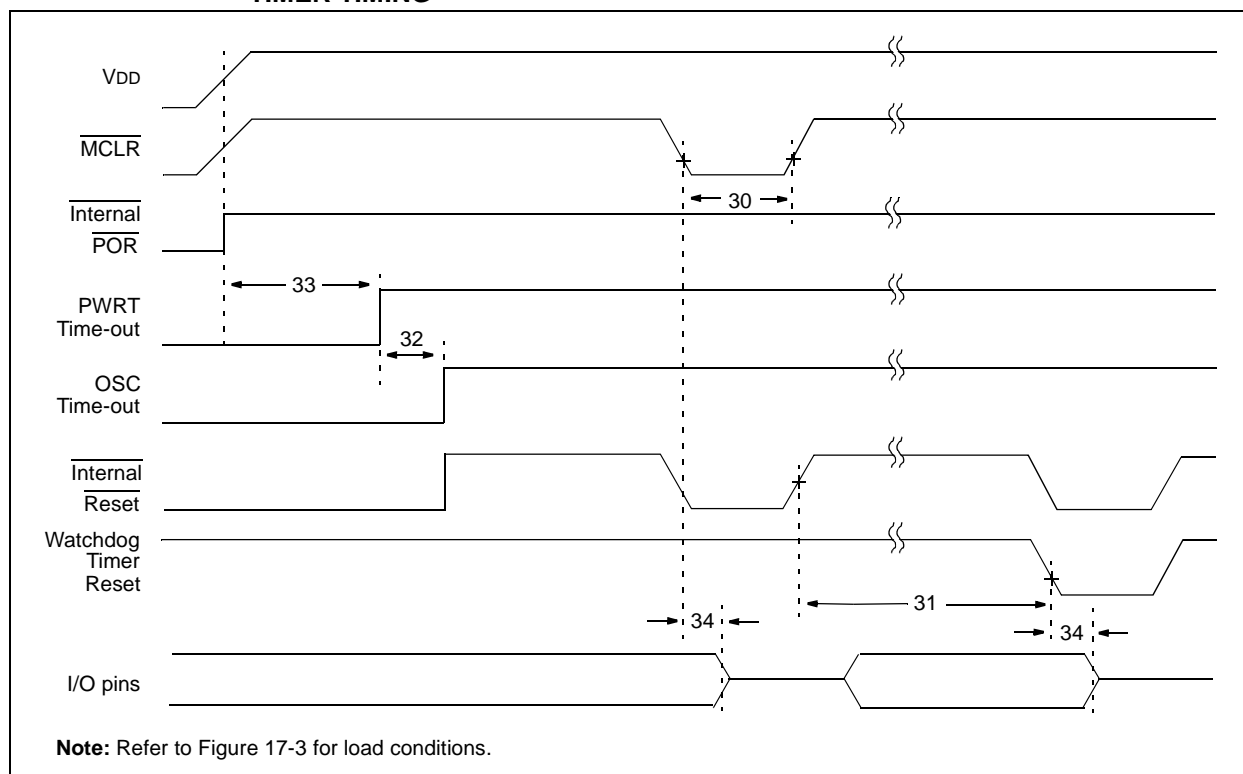 TIMER TIMING
VDD
MCLR
30
Internal
POR
33
PWRT
Time-out
32
OSC
Time-out
Internal
Reset
Watchdog
Timer
Reset
31
34
34
I/O pins
Note: Refer to Figure 17-3 for load conditions.